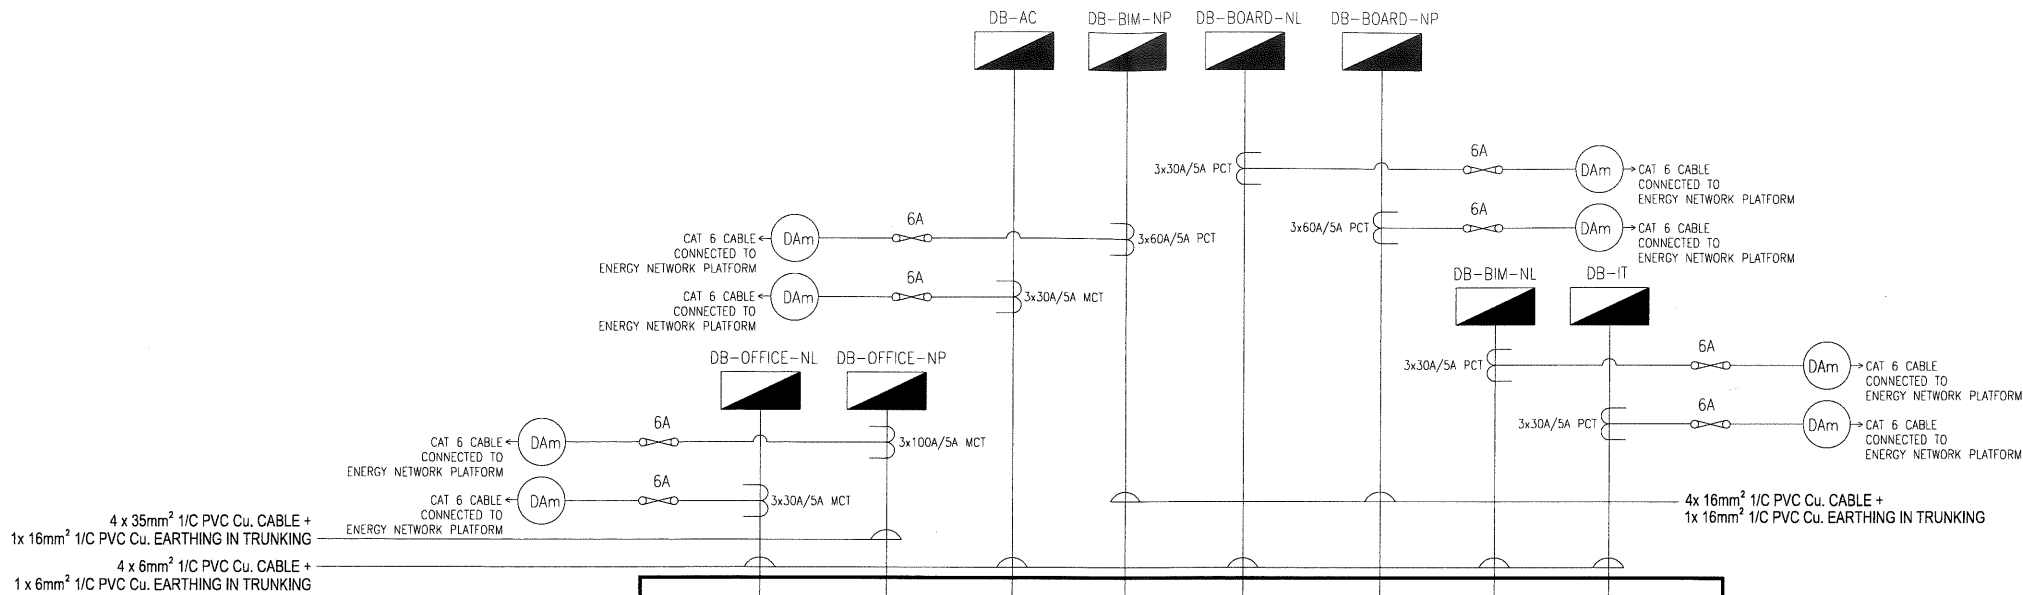 DB-AC
DB-BIM-NP
DB-BOARD-NL
DB-BOARD-NP
3x30A/5A PCT
6A
DAm
CAT 6 CABLE
CONNECTED TO
ENERGY NETWORK PLATFORM
CAT 6 CABLE
CONNECTED TO
ENERGY NETWORK PLATFORM
DAm
6A
3x60A/5A PCT
3x60A/5A PCT
6A
DAm
CAT 6 CABLE
CONNECTED TO
ENERGY NETWORK PLATFORM
CAT 6 CABLE
CONNECTED TO
ENERGY NETWORK PLATFORM
DAm
6A
3x30A/5A MCT
DB-BIM-NL
DB-IT
DB-OFFICE-NL
DB-OFFICE-NP
3x30A/5A PCT
6A
DAm
CAT 6 CABLE
CONNECTED TO
ENERGY NETWORK PLATFORM
3x30A/5A PCT
6A
DAm
CAT 6 CABLE
CONNECTED TO
ENERGY NETWORK PLATFORM
CAT 6 CABLE
CONNECTED TO
ENERGY NETWORK PLATFORM
DAm
6A
3x100A/5A MCT
CAT 6 CABLE
CONNECTED TO
ENERGY NETWORK PLATFORM
DAm
6A
3x30A/5A MCT
4x 16mm² 1/C PVC Cu. CABLE +
1x 16mm² 1/C PVC Cu. EARTHING IN TRUNKING
4 x 35mm² 1/C PVC Cu. CABLE +
1x 16mm² 1/C PVC Cu. EARTHING IN TRUNKING
4 x 6mm² 1/C PVC Cu. CABLE +
1 x 6mm² 1/C PVC Cu. EARTHING IN TRUNKING